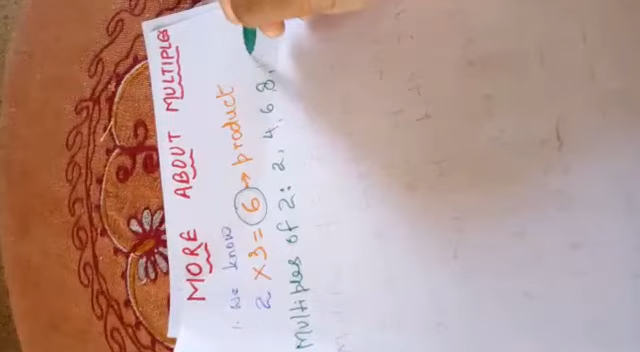 MORE ABOUT MULTIPLES
1. We know
2 × 3 = 6 → product
Multiples of 2: 2, 4, 6 8,